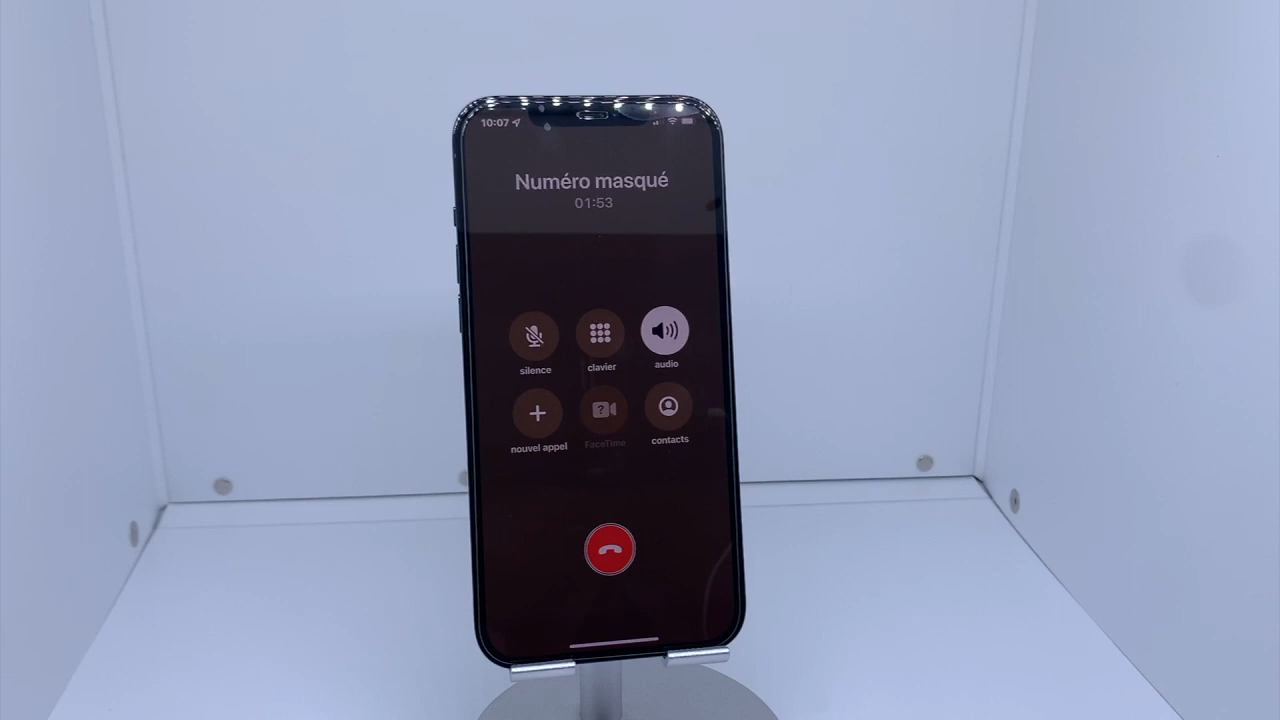 10:07
Numéro masqué
01:53
silence
clavier
audio
nouvel appel
FaceTime
contacts